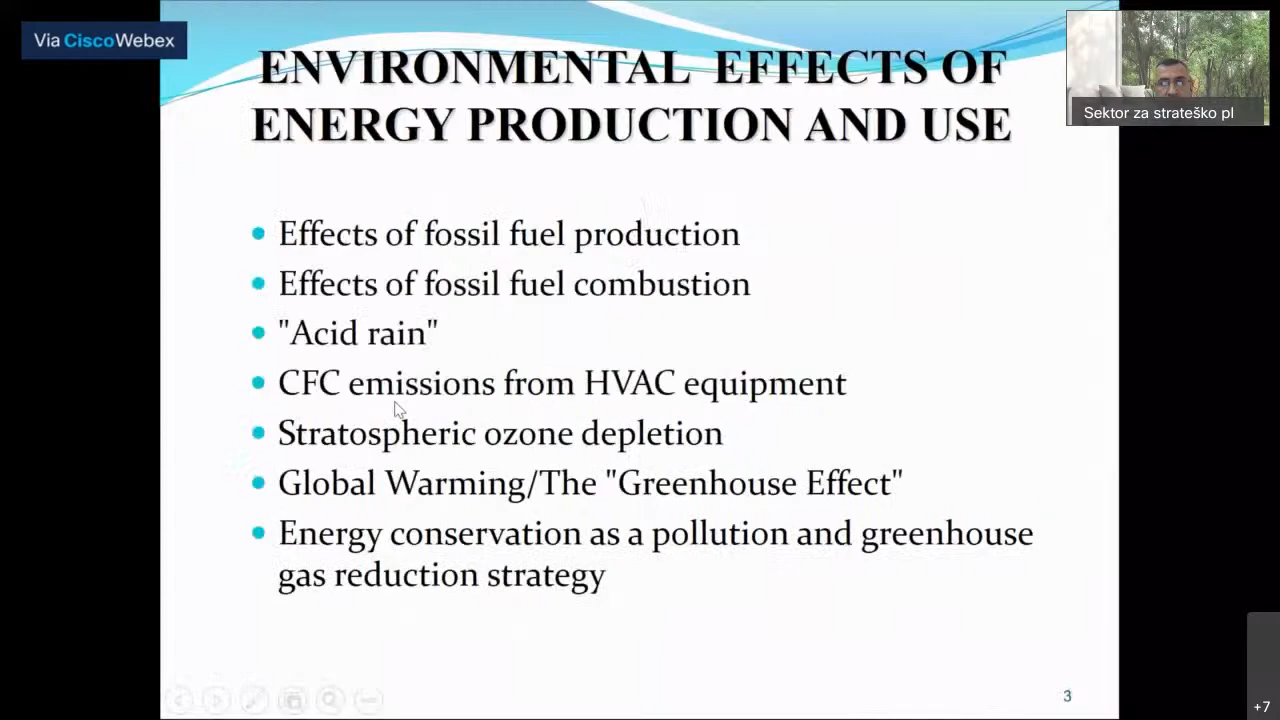 Via CiscoWebex
ENVIRONMENTAL EFFECTS OF
ENERGY PRODUCTION AND USE
Sektor za strateško pl
• Effects of fossil fuel production
• Effects of fossil fuel combustion
• "Acid rain"
• CFC emissions from HVAC equipment
• Stratospheric ozone depletion
• Global Warming/The "Greenhouse Effect"
• Energy conservation as a pollution and greenhouse
gas reduction strategy
3
+7